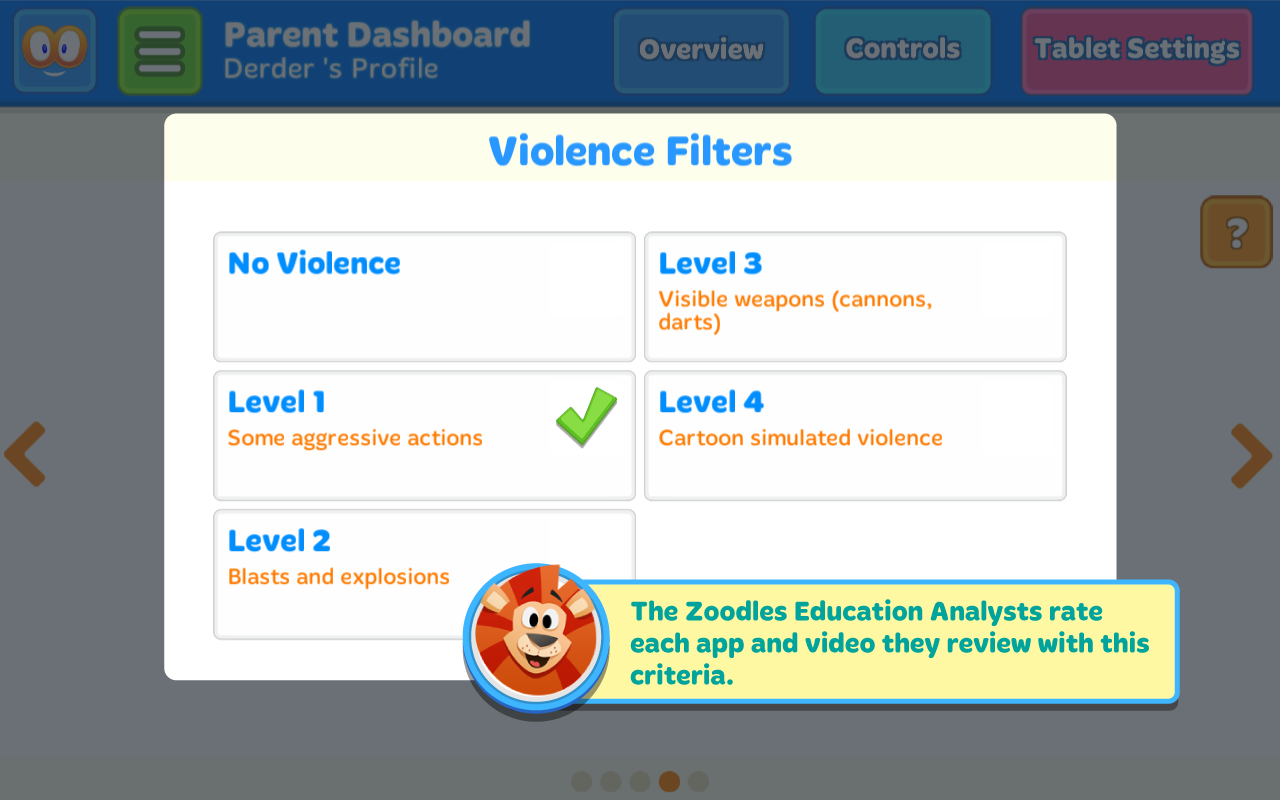 Parent Dashboard
Derder 's Profile
Overview
Controls
Tablet Settings
Violence Filters
No Violence
Level 3
Visible weapons (cannons,
darts)
Level 1
Some aggressive actions
Level 4
Cartoon simulated violence
Level 2
Blasts and explosions
?
The Zoodles Education Analysts rate
each app and video they review with this
criteria.